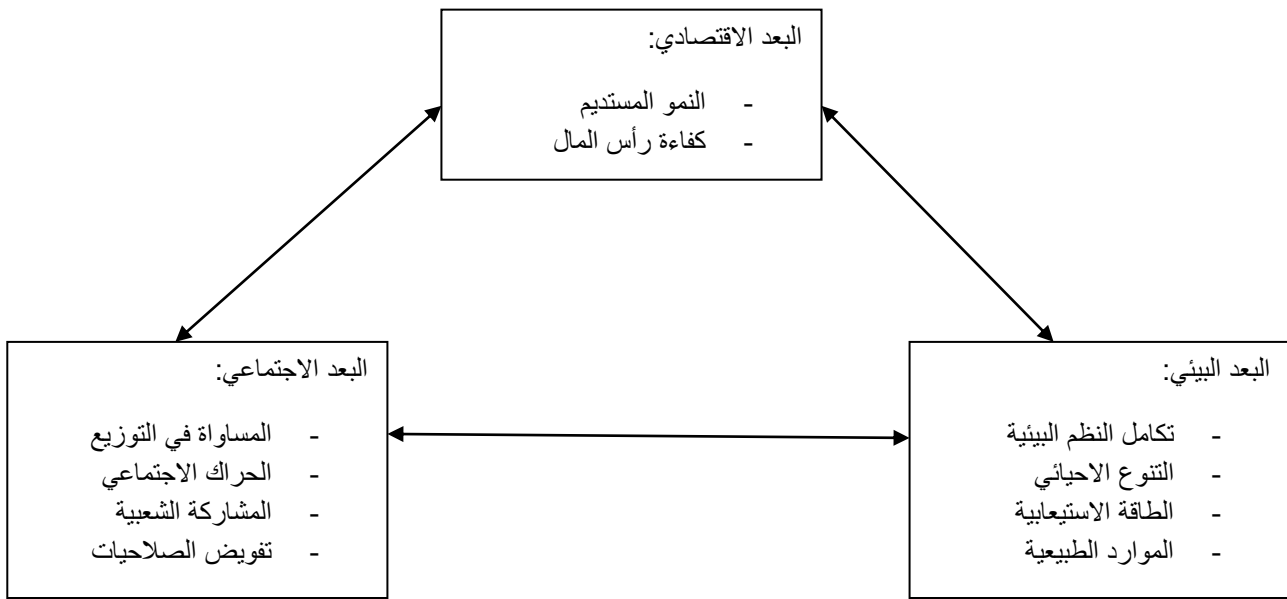 البعد الاقتصادي:
- النمو المستديم
- كفاءة رأس المال
البعد البيئي:
- تكامل النظم البيئية
- التنوع الاحيائي
- الطاقة الاستيعابية
- الموارد الطبيعية
البعد الاجتماعي:
- المساواة في التوزيع
- الحراك الاجتماعي
- المشاركة الشعبية
- تفويض الصلاحيات